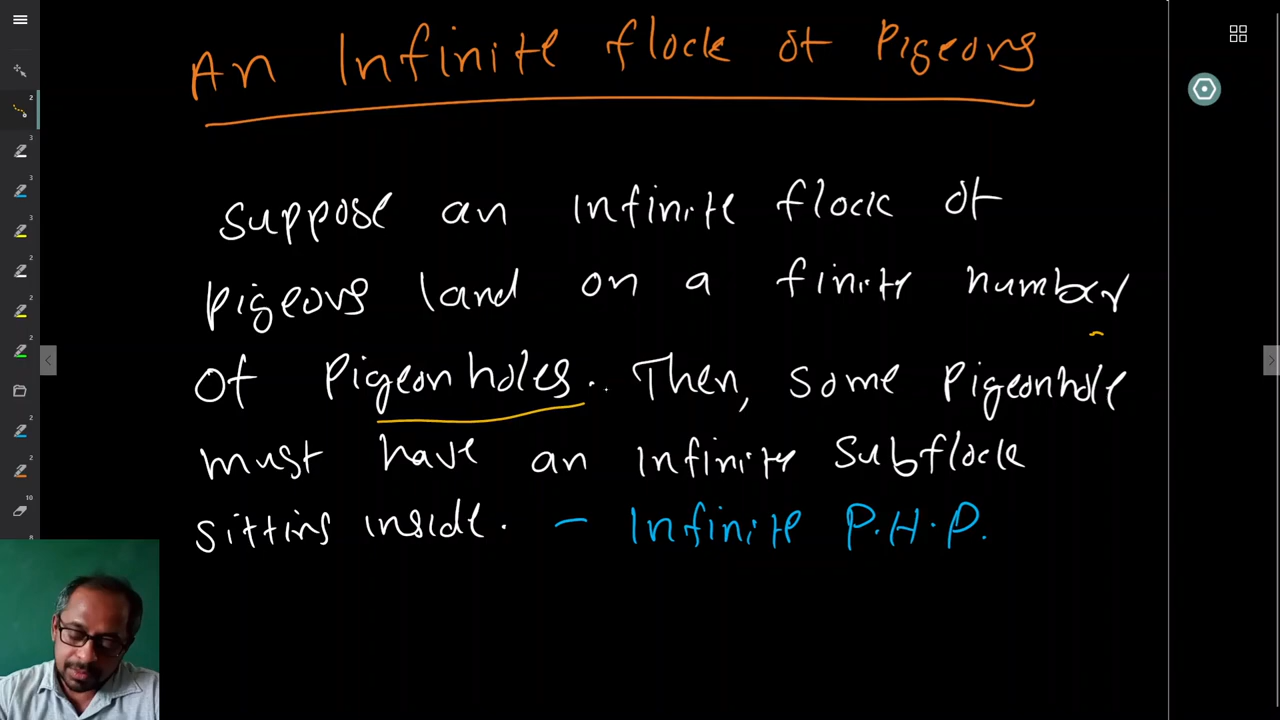 An Infinite flock of Pigeons
Suppose an infinite flock of
pigeons land on a finite number
Of Pigeonholes.. Then, some Pigeonhole
must have an infinite subflock
sitting inside. - Infinite P.H.P.